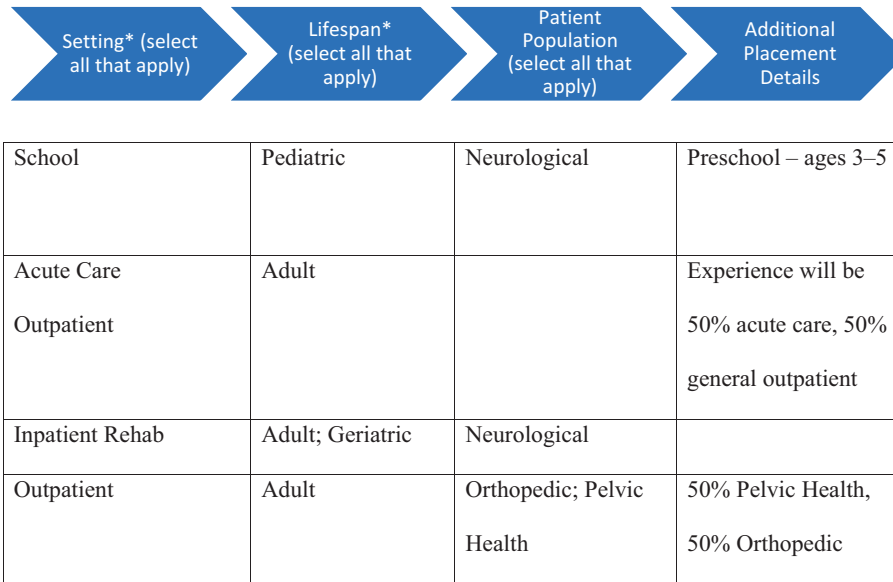 Setting* (select
all that apply)
Lifespan*
(select all that
apply)
Patient
Population
(select all that
apply)
Additional
Placement
Details
School
Pediatric
Neurological
Preschool – ages 3–5
Acute Care
Outpatient
Adult
Experience will be
50% acute care, 50%
general outpatient
Inpatient Rehab
Adult; Geriatric
Neurological
Outpatient
Adult
Orthopedic; Pelvic
Health
50% Pelvic Health,
50% Orthopedic